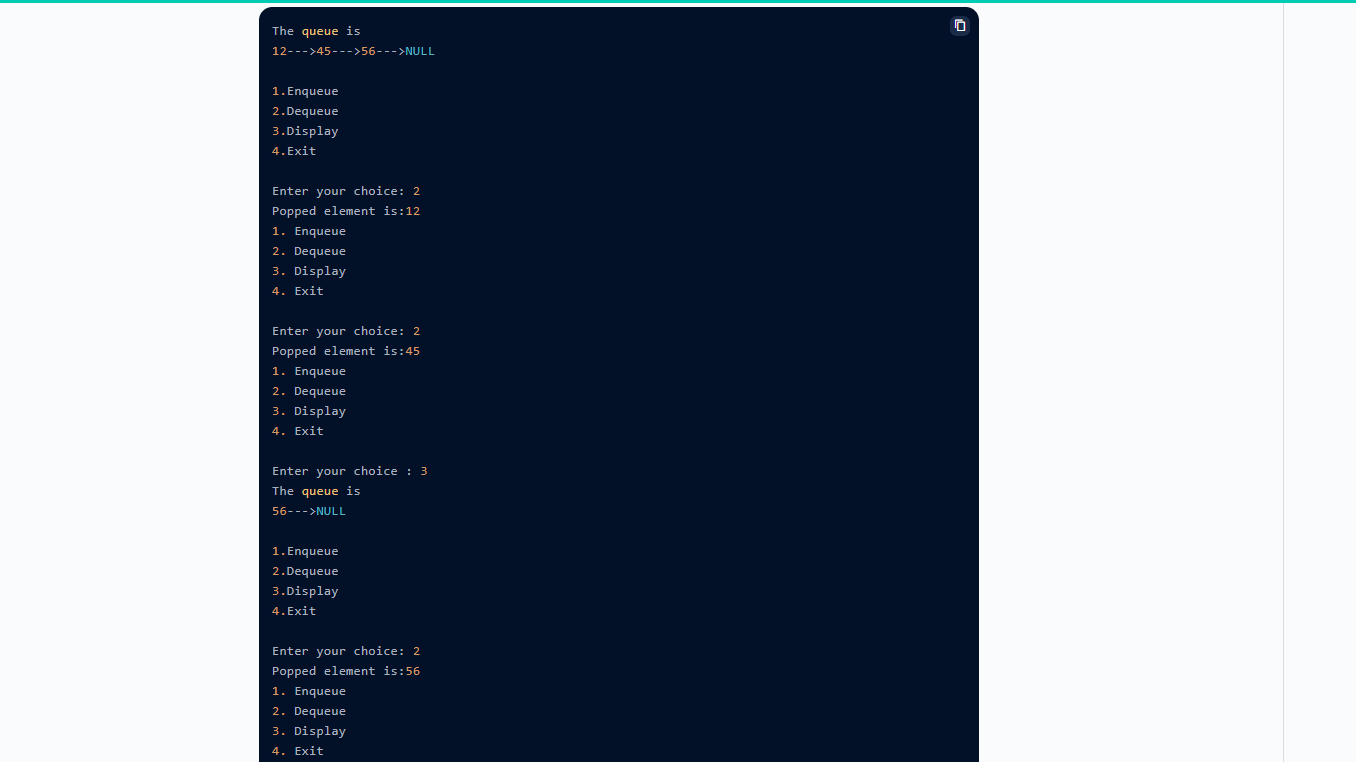 The queue is
12--->45--->56--->NULL
1.Enqueue
2.Dequeue
3.Display
4.Exit
Enter your choice: 2
Popped element is:12
1. Enqueue
2. Dequeue
3. Display
4. Exit
Enter your choice: 2
Popped element is:45
1. Enqueue
2. Dequeue
3. Display
4. Exit
Enter your choice : 3
The queue is
56--->NULL
1.Enqueue
2.Dequeue
3.Display
4.Exit
Enter your choice: 2
Popped element is:56
1. Enqueue
2. Dequeue
3. Display
4. Exit